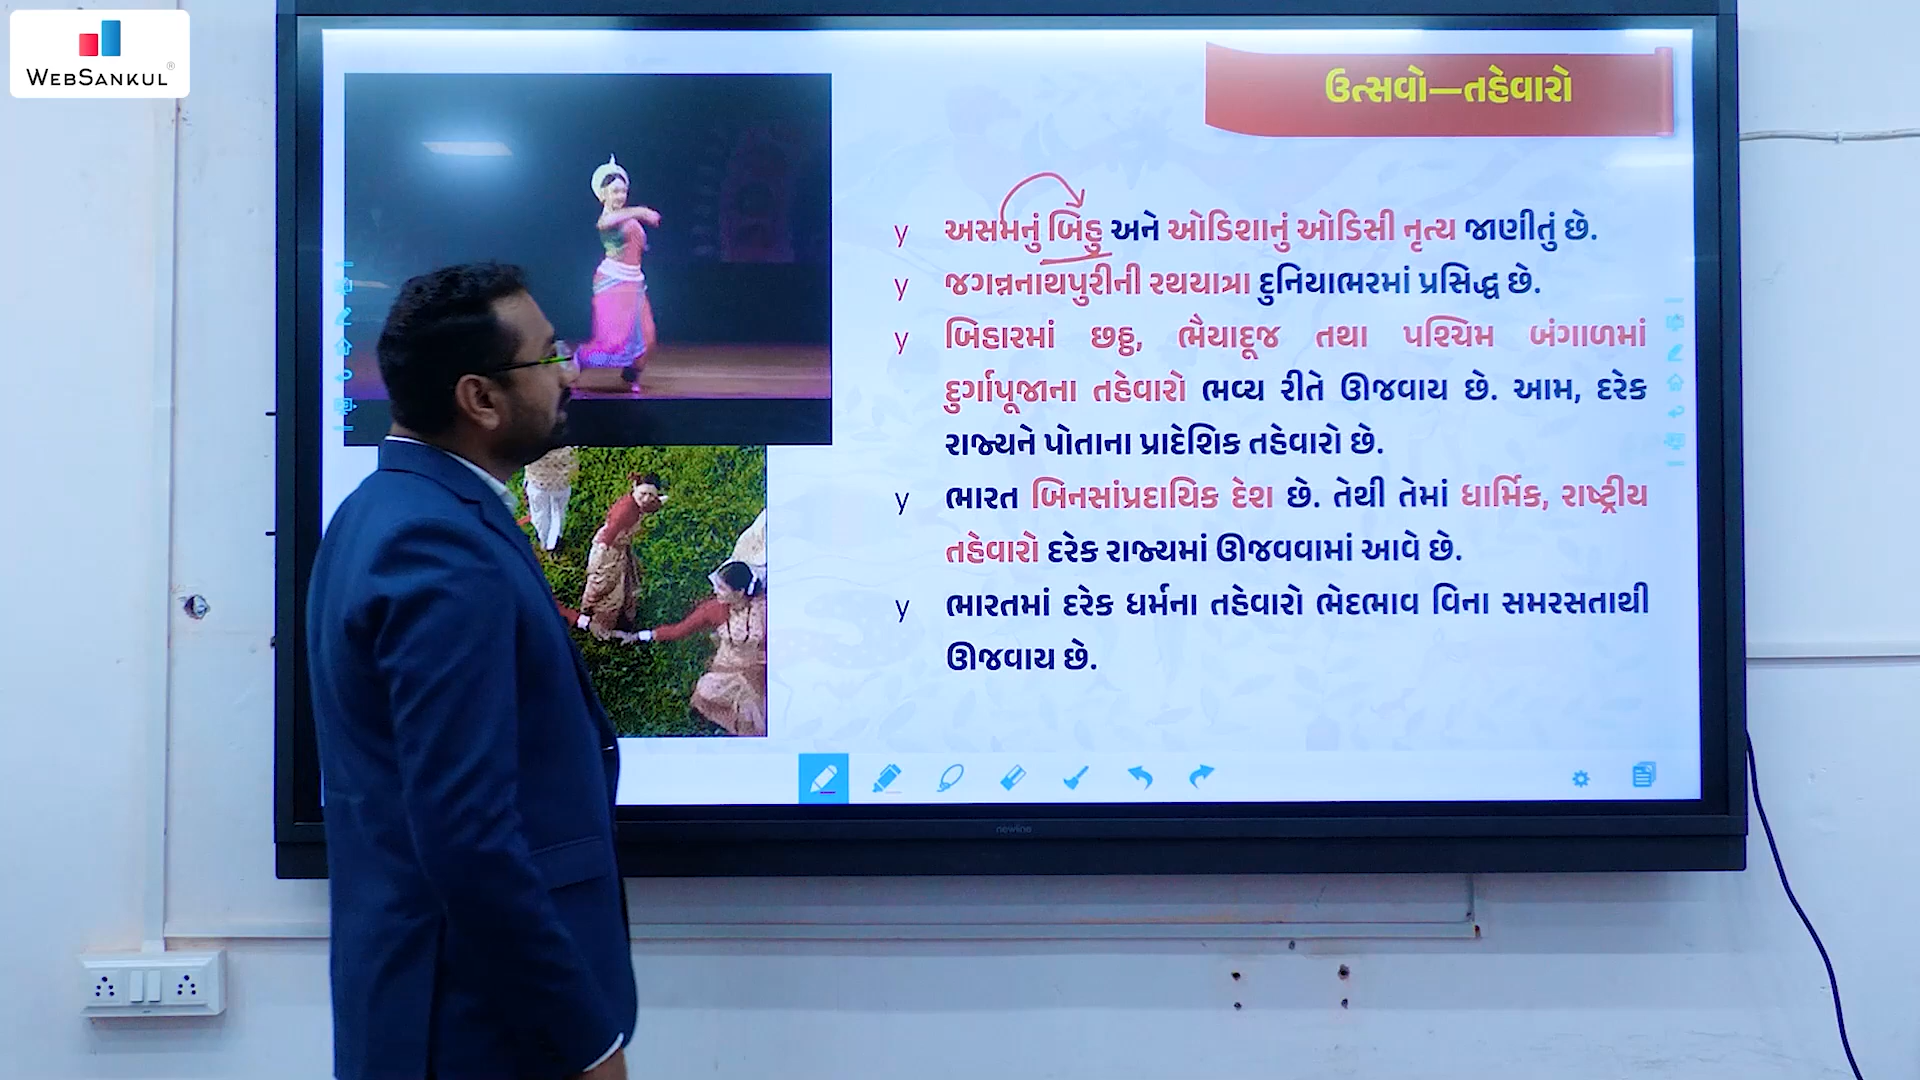 WEBSANKUL®
ઉત્સવો—તહેવારો
y અસમનું બિહુ અને ઓડિશાનું ઓડિસી નૃત્ય જાણીતું છે.
y જગન્નનાથપુરીની રથયાત્રા દુનિયાભરમાં પ્રસિદ્ધ છે.
y બિહારમાં છઠ્ઠ, ભૈયાદૂજ તથા પશ્ચિમ બંગાળમાં
દુર્ગાપૂજાના તહેવારો ભવ્ય રીતે ઊજવાય છે. આમ, દરેક
રાજ્યને પોતાના પ્રાદેશિક તહેવારો છે.
y ભારત બિનસાંપ્રદાયિક દેશ છે. તેથી તેમાં ધાર્મિક, રાષ્ટ્રીય
તહેવારો દરેક રાજ્યમાં ઊજવવામાં આવે છે.
y ભારતમાં દરેક ધર્મના તહેવારો ભેદભાવ વિના સમરસતાથી
ઊજવાય છે.
newline